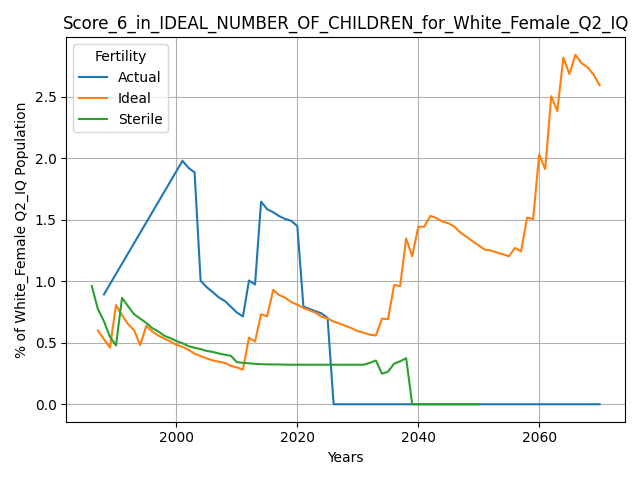 Score_6_in_IDEAL_NUMBER_OF_CHILDREN_for_White_Female_Q2_IQ
Fertility
Actual
Ideal
Sterile
% of White_Female Q2_IQ Population
2.5
2.0
1.5
1.0
0.5
0.0
2000
2020
2040
2060
Years